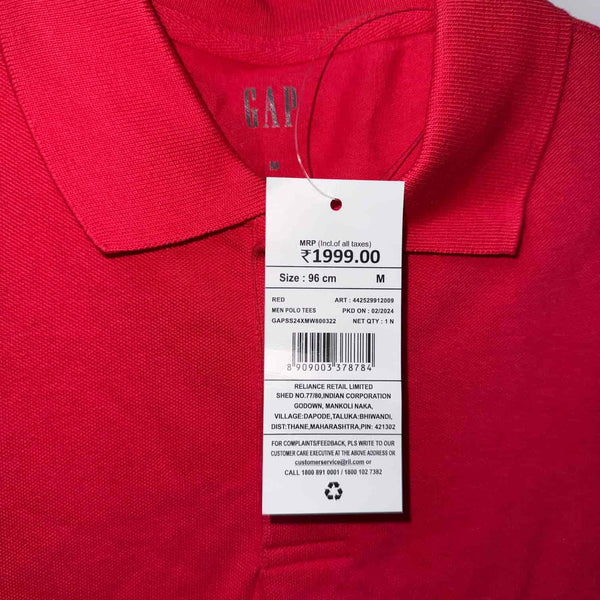 GAP
MRP (Incl.of all taxes)
₹1999.00
Size : 96 cm M
RED ART : 442529912009
MEN POLO TEES PKD ON : 02/2024
GAPSS24XMW800322 NET QTY : 1 N
8 909003 378784
RELIANCE RETAIL LIMITED
SHED NO.77/80,INDIAN CORPORATION
GODOWN, MANKOLI NAKA,
VILLAGE:DAPODE,TALUKA:BHIWANDI,
DIST:THANE,MAHARASHTRA,PIN: 421302
FOR COMPLAINTS/FEEDBACK, PLS WRITE TO OUR
CUSTOMER CARE EXECUTIVE AT THE ABOVE ADDRESS OR
customerservice@ril.com or
CALL 1800 891 0001 / 1800 102 7382